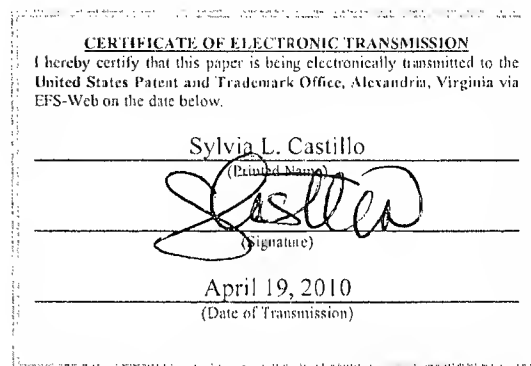 CERTIFICATE OF ELECTRONIC TRANSMISSION
I hereby certify that this paper is being electronically transmitted to the
United States Patent and Trademark Office, Alexandria, Virginia via
EFS-Web on the date below.
Sylvia L. Castillo
(Printed Name)
(Signature)
April 19, 2010
(Date of Transmission)